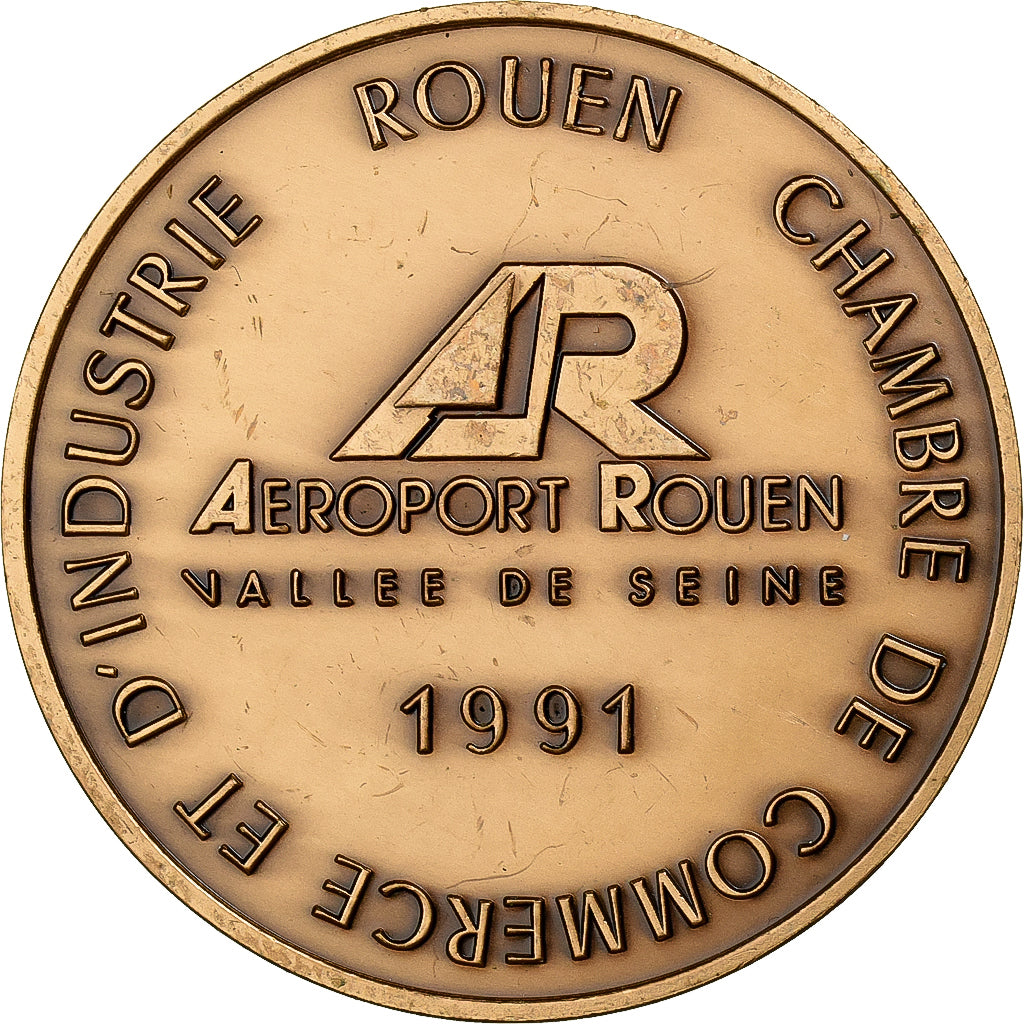 ROUEN CHAMBRE DE COMMERCE ET D'INDUSTRIE
AR
AEROPORT ROUEN
VALLEE DE SEINE
1991